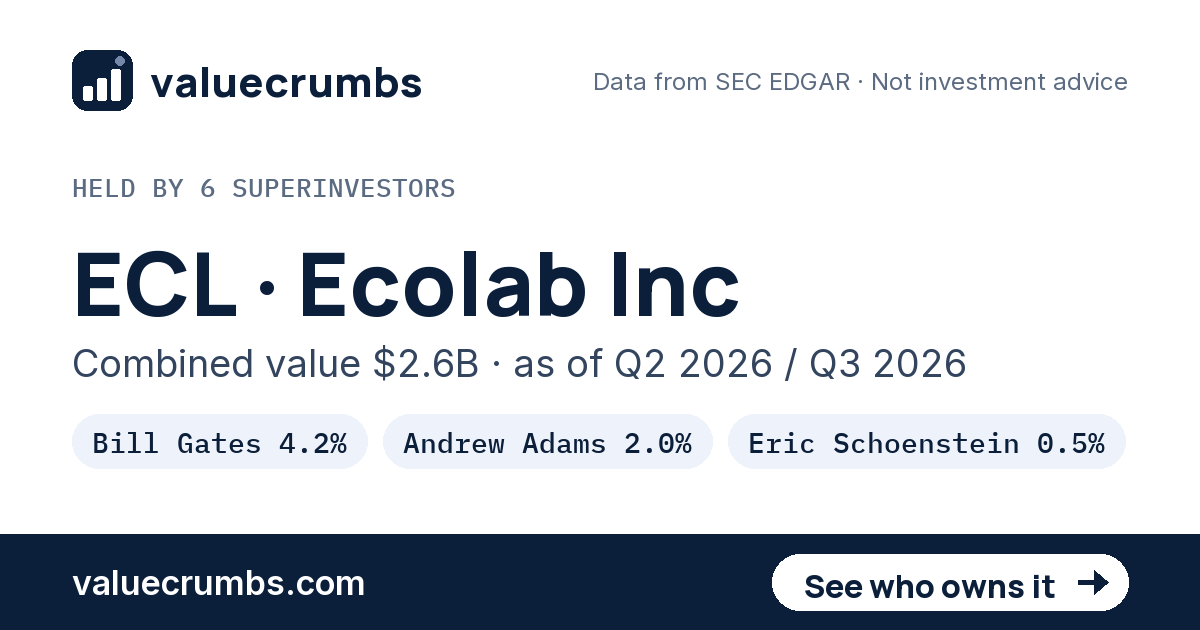 valuecrumbs
Data from SEC EDGAR · Not investment advice
HELD BY 6 SUPERINVESTORS
ECL · Ecolab Inc
Combined value $2.6B · as of Q2 2026 / Q3 2026
Bill Gates 4.2%
Andrew Adams 2.0%
Eric Schoenstein 0.5%
valuecrumbs.com
See who owns it →